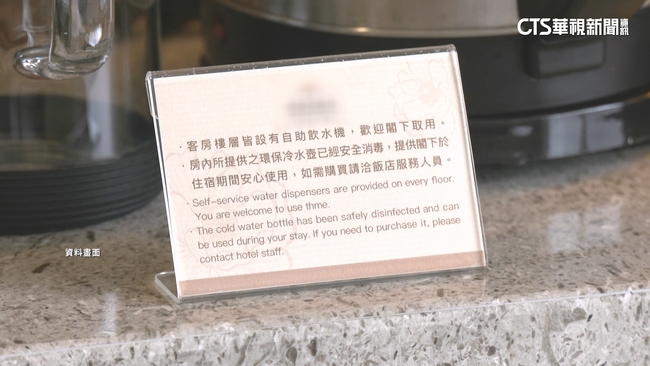 CTS華視新聞資訊
· 客房樓層皆設有自助飲水機，歡迎閣下取用。
· 房內所提供之環保冷水壺已經安全消毒，提供閣下於
住宿期間安心使用，如需購買請洽飯店服務人員。
· Self-service water dispensers are provided on every floor.
You are welcome to use thme.
· The cold water bottle has been safely disinfected and can
be used during your stay. If you need to purchase it, please
contact hotel staff.
資料畫面